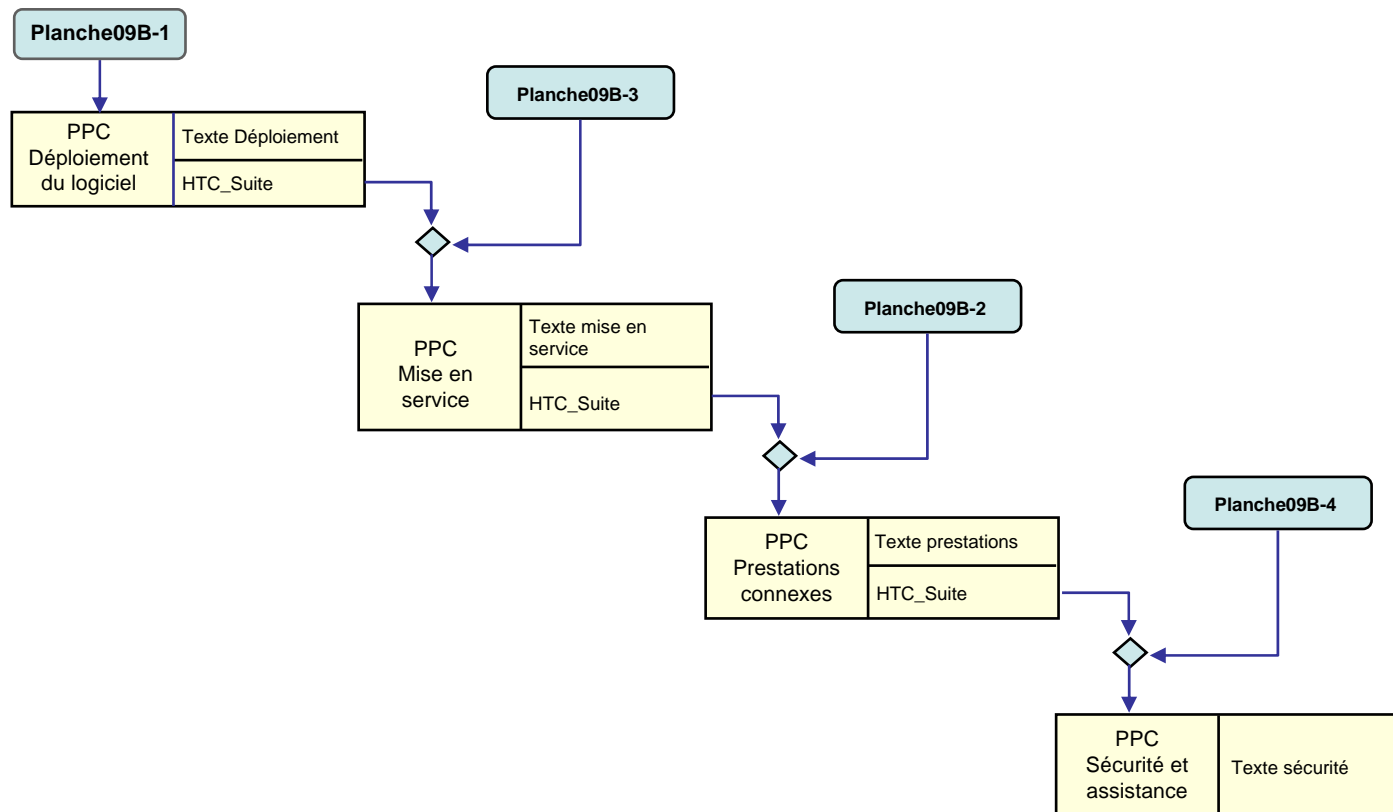 Planche09B-1
Planche09B-3
PPC
Déploiement
du logiciel
Texte Déploiement
HTC_Suite
Planche09B-2
PPC
Mise en
service
Texte mise en
service
HTC_Suite
Planche09B-4
PPC
Prestations
connexes
Texte prestations
HTC_Suite
PPC
Sécurité et
assistance
Texte sécurité